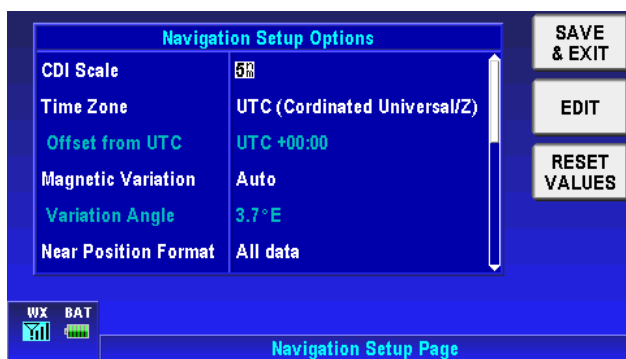 Navigation Setup Options
CDI Scale 5nm
Time Zone UTC (Cordinated Universal/Z)
Offset from UTC UTC +00:00
Magnetic Variation Auto
Variation Angle 3.7°E
Near Position Format All data
SAVE
& EXIT
EDIT
RESET
VALUES
WX BAT
Navigation Setup Page